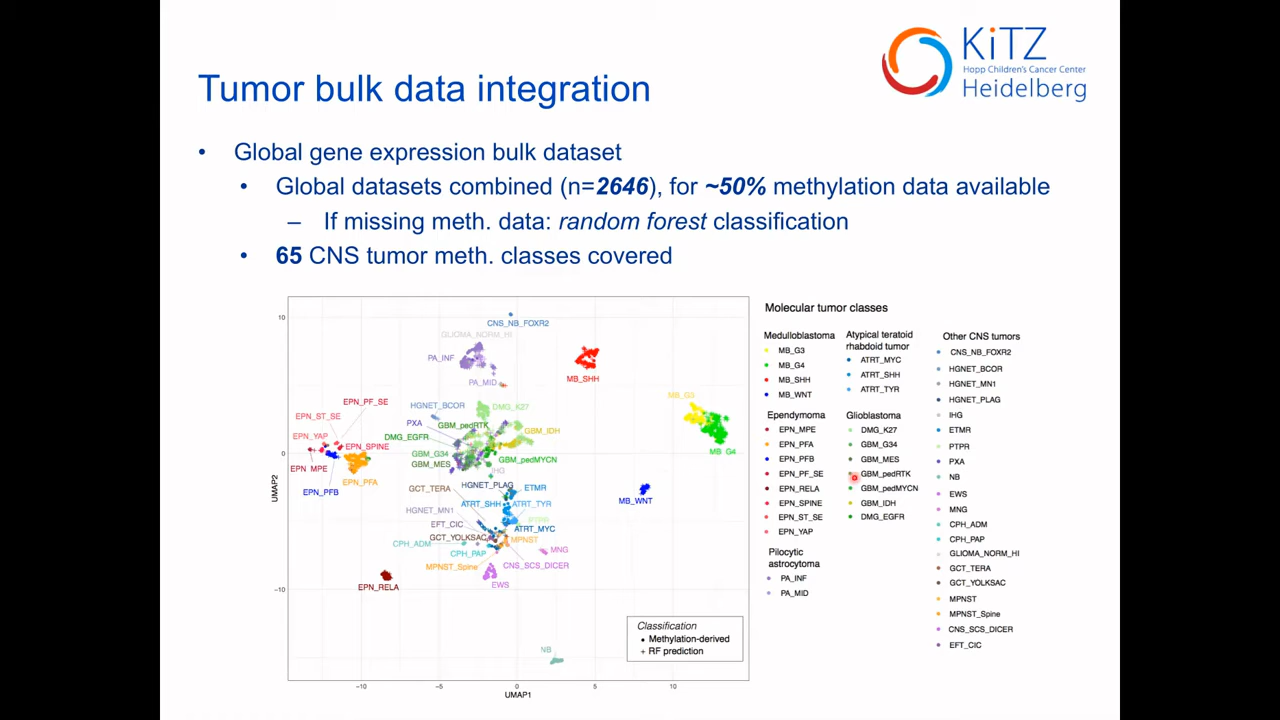 KiTZ
Hopp Children's Cancer Center
Heidelberg
Tumor bulk data integration
• Global gene expression bulk dataset
• Global datasets combined (n=2646), for ~50% methylation data available
– If missing meth. data: random forest classification
• 65 CNS tumor meth. classes covered
10
0
−10
UMAP2
−10
−5
0
5
10
UMAP1
CNS_NB_FOXR2
GLIOMA_NORM_HI
PA_INF
MB_SHH
PA_MID
MB_G3
EPN_PF_SE
HGNET_BCOR
DMG_K27
EPN_ST_SE
PXA
GBM_pedRTK
GBM_IDH
EPN_YAP
DMG_EGFR
EPN_SPINE
MB_G4
GBM_G34
GBM_pedMYCN
GBM_MES
EPN_MPE
IHG
EPN_PFA
EPN_PFB
GCT_TERA
HGNET_PLAG
ETMR
MB_WNT
ATRT_SHH
ATRT_TYR
HGNET_MN1
PTPR
EFT_CIC
ATRT_MYC
GCT_YOLKSAC
MPNST
CPH_ADM
CPH_PAP
MNG
MPNST_Spine
CNS_SCS_DICER
EWS
EPN_RELA
NB
Classification
Methylation-derived
+ RF prediction
Molecular tumor classes
Medulloblastoma
MB_G3
MB_G4
MB_SHH
MB_WNT
Ependymoma
EPN_MPE
EPN_PFA
EPN_PFB
EPN_PF_SE
EPN_RELA
EPN_SPINE
EPN_ST_SE
EPN_YAP
Pilocytic
astrocytoma
PA_INF
PA_MID
Atypical teratoid
rhabdoid tumor
ATRT_MYC
ATRT_SHH
ATRT_TYR
Glioblastoma
DMG_K27
GBM_G34
GBM_MES
GBM_pedRTK
GBM_pedMYCN
GBM_IDH
DMG_EGFR
Other CNS tumors
CNS_NB_FOXR2
HGNET_BCOR
HGNET_MN1
HGNET_PLAG
IHG
ETMR
PTPR
PXA
NB
EWS
MNG
CPH_ADM
CPH_PAP
GLIOMA_NORM_HI
GCT_TERA
GCT_YOLKSAC
MPNST
MPNST_Spine
CNS_SCS_DICER
EFT_CIC